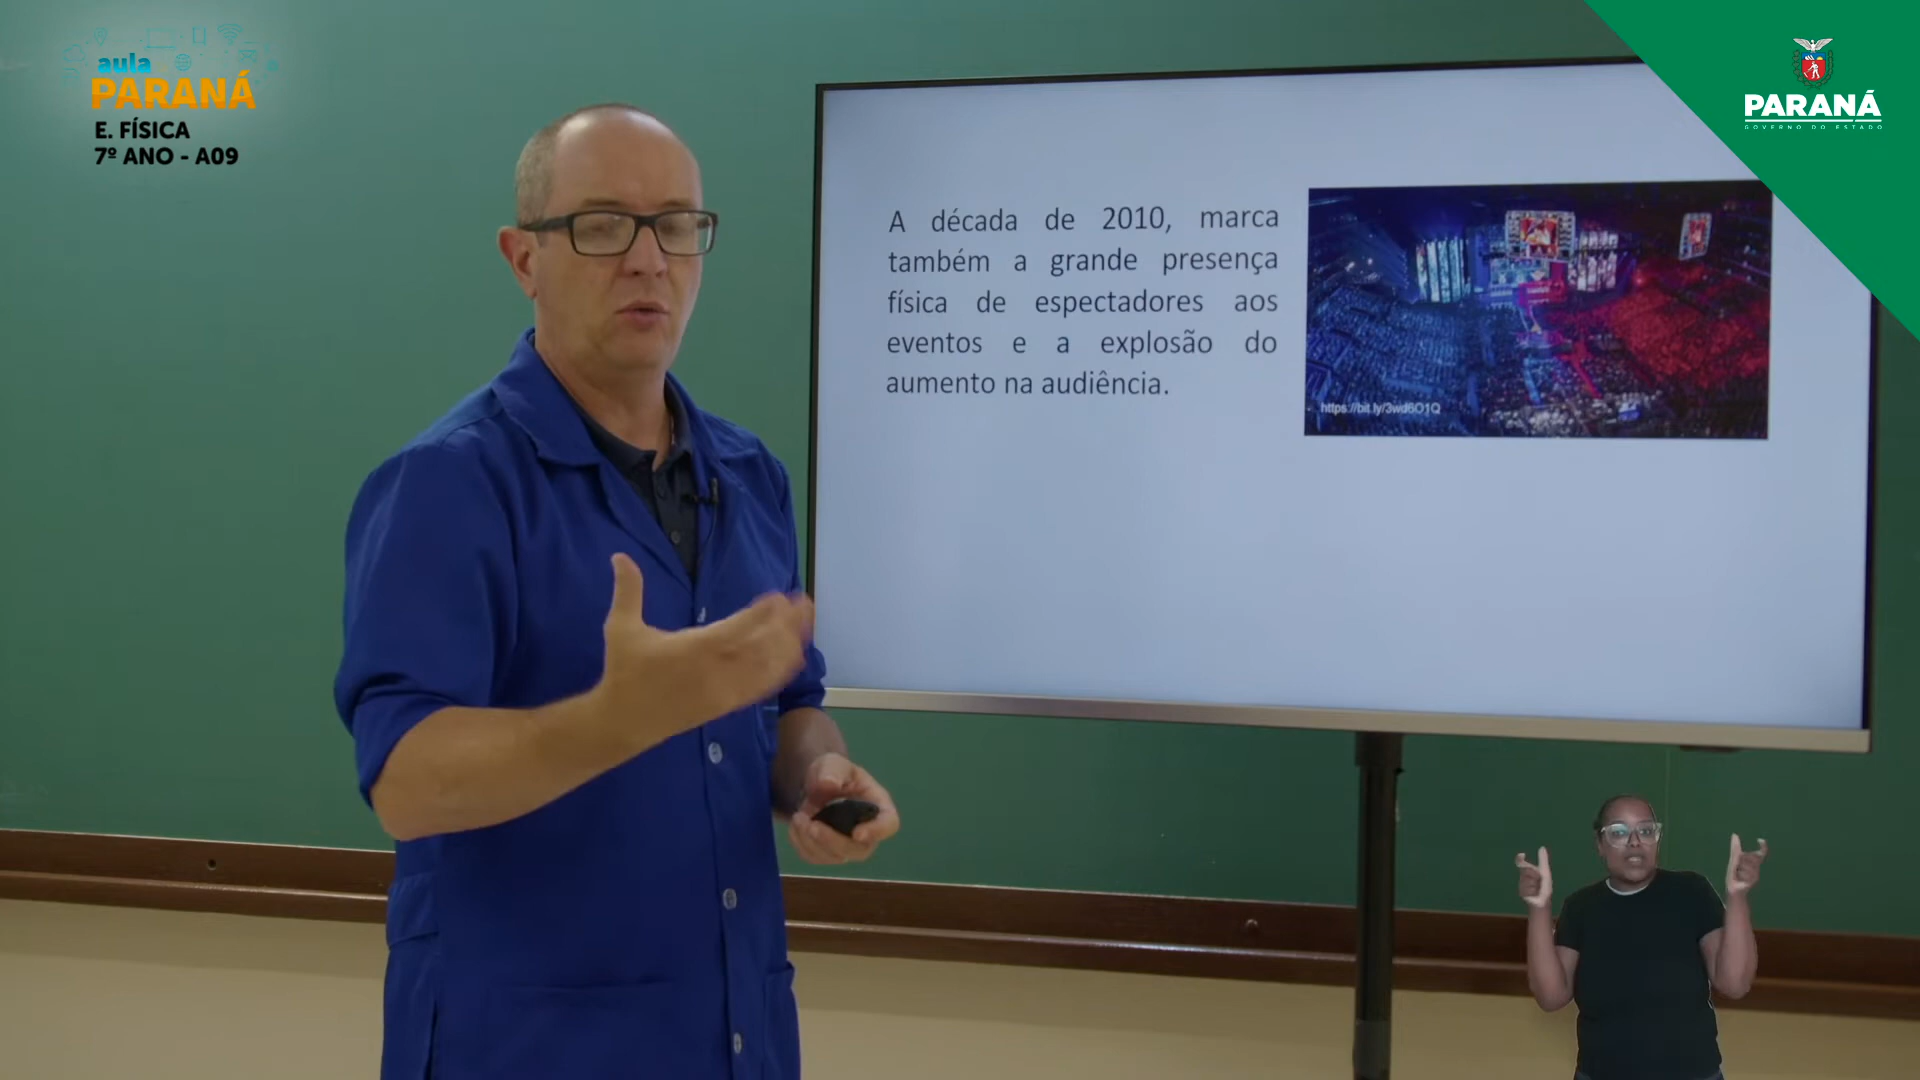 aula
PARANÁ
E. FÍSICA
7º ANO - A09
PARANÁ
GOVERNO DO ESTADO
A década de 2010, marca
também a grande presença
física de espectadores aos
eventos e a explosão do
aumento na audiência.
https://bit.ly/3wd6O1Q